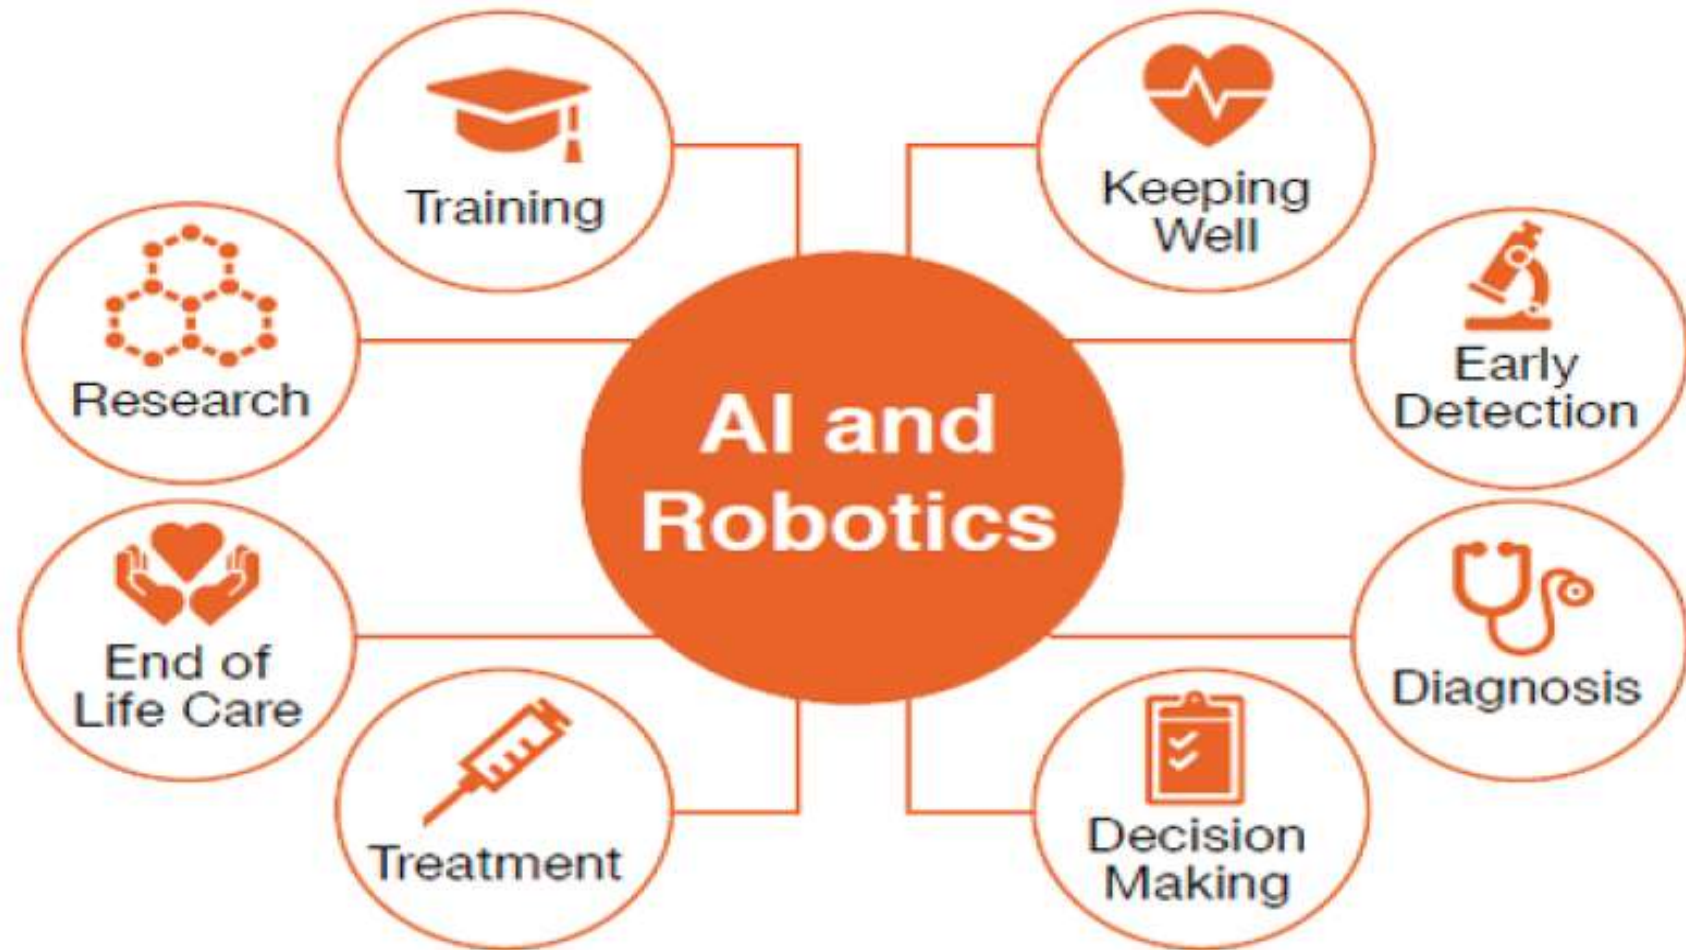 Training
Keeping
Well
Research
Early
Detection
AI and
Robotics
End of
Life Care
Diagnosis
Treatment
Decision
Making